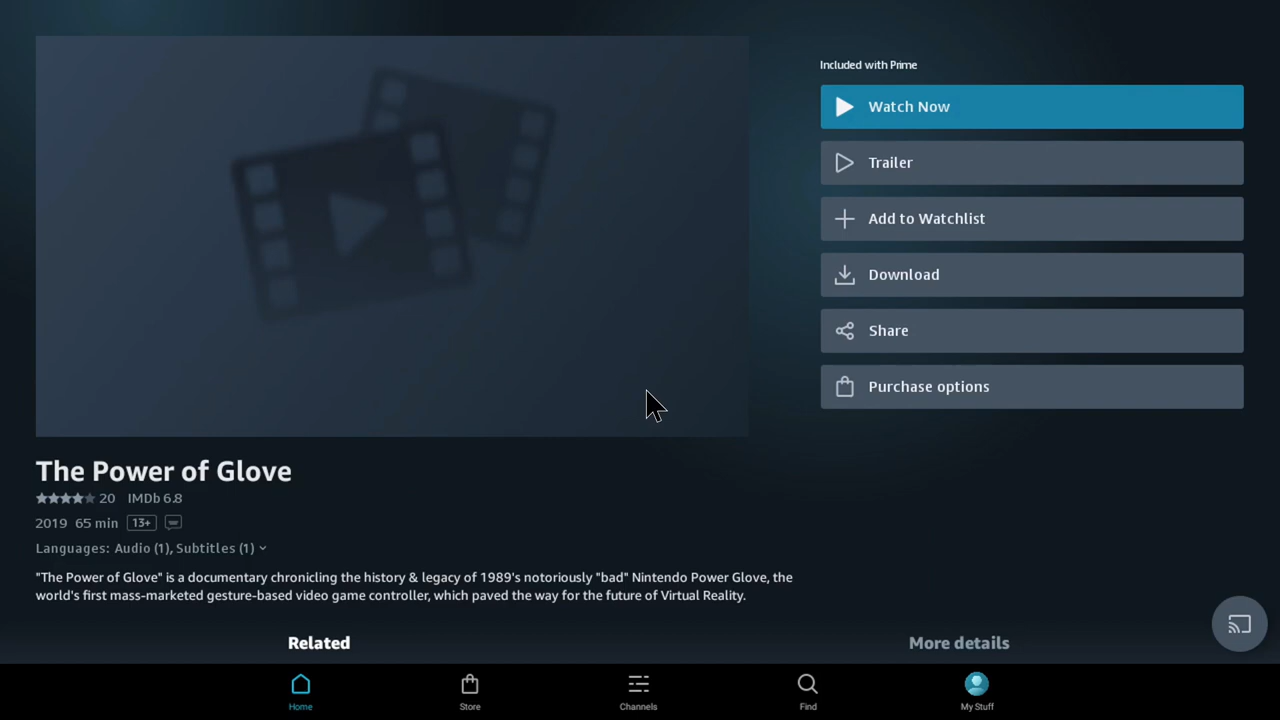 Included with Prime
Watch Now
Trailer
Add to Watchlist
Download
Share
Purchase options
The Power of Glove
20 IMDb 6.8
2019 65 min 13+
Languages: Audio (1), Subtitles (1)
"The Power of Glove" is a documentary chronicling the history & legacy of 1989's notoriously "bad" Nintendo Power Glove, the
world's first mass-marketed gesture-based video game controller, which paved the way for the future of Virtual Reality.
Related
More details
Home
Store
Channels
Find
My Stuff